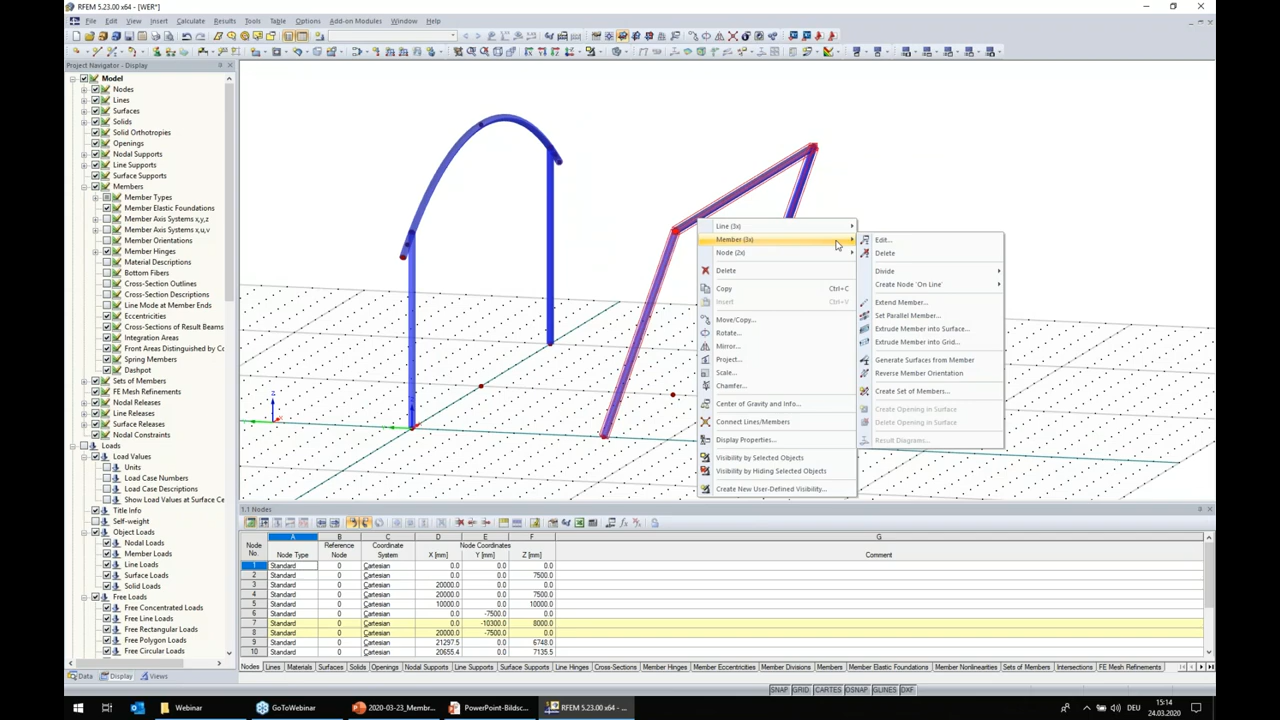 RFEM 5.23.00 x64 - [WER*]
File Edit View Insert Calculate Results Tools Table Options Add-on Modules Window Help
Project Navigator - Display
Model
Nodes
Lines
Surfaces
Solids
Solid Orthotropies
Openings
Nodal Supports
Line Supports
Surface Supports
Members
Member Types
Member Elastic Foundations
Member Axis Systems x,y,z
Member Axis Systems x,u,v
Member Orientations
Member Hinges
Material Descriptions
Bottom Fibers
Cross-Section Outlines
Cross-Section Descriptions
Line Mode at Member Ends
Eccentricities
Cross-Sections of Result Beams
Integration Areas
Front Areas Distinguished by Co
Spring Members
Dashpot
Sets of Members
FE Mesh Refinements
Nodal Releases
Line Releases
Surface Releases
Nodal Constraints
Loads
Load Values
Units
Load Case Numbers
Load Case Descriptions
Show Load Values at Surface Ce
Title Info
Self-weight
Object Loads
Nodal Loads
Member Loads
Line Loads
Surface Loads
Solid Loads
Free Loads
Free Concentrated Loads
Free Line Loads
Free Rectangular Loads
Free Polygon Loads
Free Circular Loads
Data Display Views
Z
Line (3x)
Member (3x)
Node (2x)
Delete
Copy Ctrl+C
Insert Ctrl+V
Move/Copy...
Rotate...
Mirror...
Project...
Scale...
Chamfer...
Center of Gravity and Info...
Connect Lines/Members
Display Properties...
Visibility by Selected Objects
Visibility by Hiding Selected Objects
Create New User-Defined Visibility...
Edit...
Delete
Divide
Create Node 'On Line'
Extend Member...
Set Parallel Member...
Extrude Member into Surface...
Extrude Member into Grid...
Generate Surfaces from Member
Reverse Member Orientation
Create Set of Members...
Create Opening in Surface
Delete Opening in Surface
Result Diagrams...
1.1 Nodes
A B C D E F G
Node Reference Coordinate Node Coordinates
No. Node Type Node System X [mm] Y [mm] Z [mm] Comment
1 Standard 0 Cartesian 0.0 0.0 0.0
2 Standard 0 Cartesian 0.0 0.0 7500.0
3 Standard 0 Cartesian 20000.0 0.0 0.0
4 Standard 0 Cartesian 20000.0 0.0 7500.0
5 Standard 0 Cartesian 10000.0 0.0 10000.0
6 Standard 0 Cartesian 0.0 -7500.0 0.0
7 Standard 0 Cartesian 0.0 -10300.0 8000.0
8 Standard 0 Cartesian 20000.0 -7500.0 0.0
9 Standard 0 Cartesian 21297.5 0.0 6748.0
10 Standard 0 Cartesian 20655.4 0.0 7135.5
Nodes Lines Materials Surfaces Solids Openings Nodal Supports Line Supports Surface Supports Line Hinges Cross-Sections Member Hinges Member Eccentricities Member Divisions Members Member Elastic Foundations Member Nonlinearities Sets of Members Intersections FE Mesh Refinements
SNAP GRID CARTES OSNAP GLINES DXF
Webinar GoToWebinar 2020-03-23_Membr... PowerPoint-Bildsc... RFEM 5.23.00 x64 - ... DEU 15:14
24.03.2020